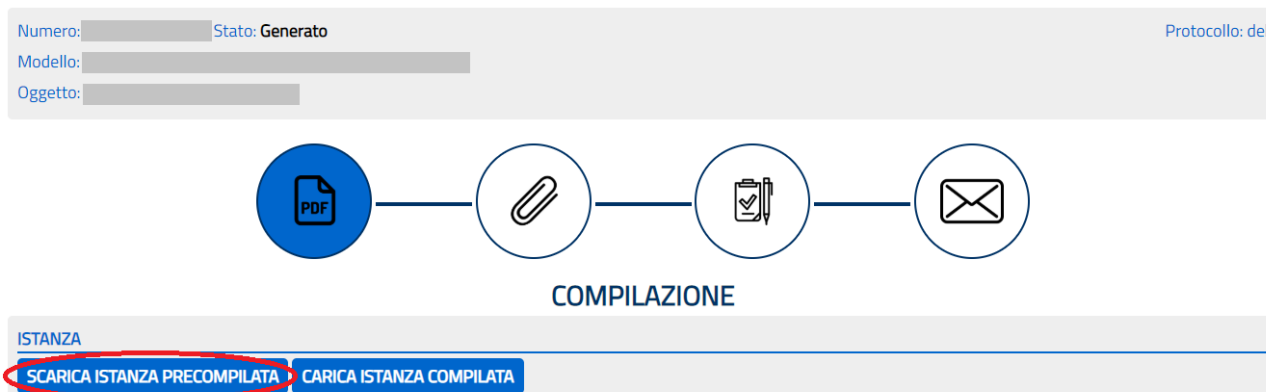 Numero: Stato: Generato Protocollo: del
Modello:
Oggetto:
PDF
COMPILAZIONE
ISTANZA
SCARICA ISTANZA PRECOMPILATA CARICA ISTANZA COMPILATA